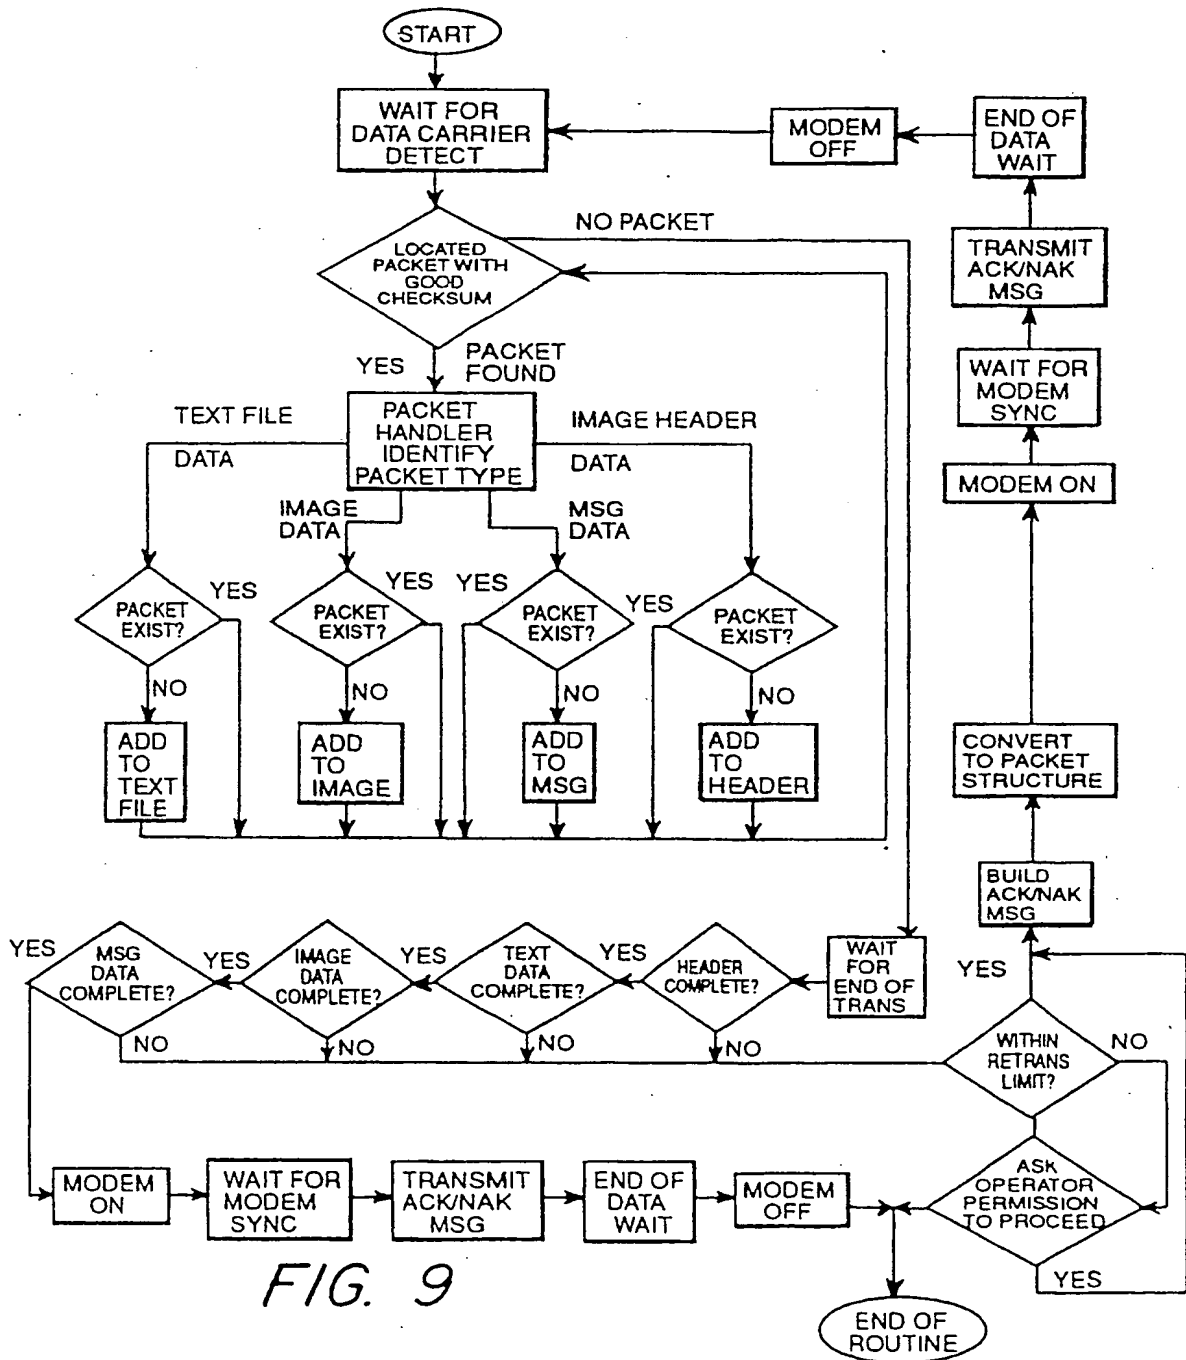 START
WAIT FOR
DATA CARRIER
DETECT
MODEM
OFF
END OF
DATA
WAIT
NO PACKET
LOCATED
PACKET WITH
GOOD
CHECKSUM
TRANSMIT
ACK/NAK
MSG
YES
PACKET
FOUND
WAIT FOR
MODEM
SYNC
TEXT FILE
DATA
PACKET
HANDLER
IDENTIFY
PACKET TYPE
IMAGE HEADER
DATA
MODEM ON
IMAGE
DATA
MSG
DATA
YES
YES
YES
YES
PACKET
EXIST?
PACKET
EXIST?
PACKET
EXIST?
PACKET
EXIST?
NO
NO
NO
NO
ADD
TO
TEXT
FILE
ADD
TO
IMAGE
ADD
TO
MSG
ADD
TO
HEADER
CONVERT
TO PACKET
STRUCTURE
BUILD
ACK/NAK
MSG
YES
MSG
DATA
COMPLETE?
YES
IMAGE
DATA
COMPLETE?
YES
TEXT
DATA
COMPLETE?
YES
HEADER
COMPLETE?
WAIT
FOR
END OF
TRANS
YES
NO
NO
NO
NO
WITHIN
RETRANS
LIMIT?
NO
MODEM
ON
WAIT FOR
MODEM
SYNC
TRANSMIT
ACK/NAK
MSG
END OF
DATA
WAIT
MODEM
OFF
ASK
OPERATOR
PERMISSION
TO PROCEED
YES
FIG. 9
END OF
ROUTINE